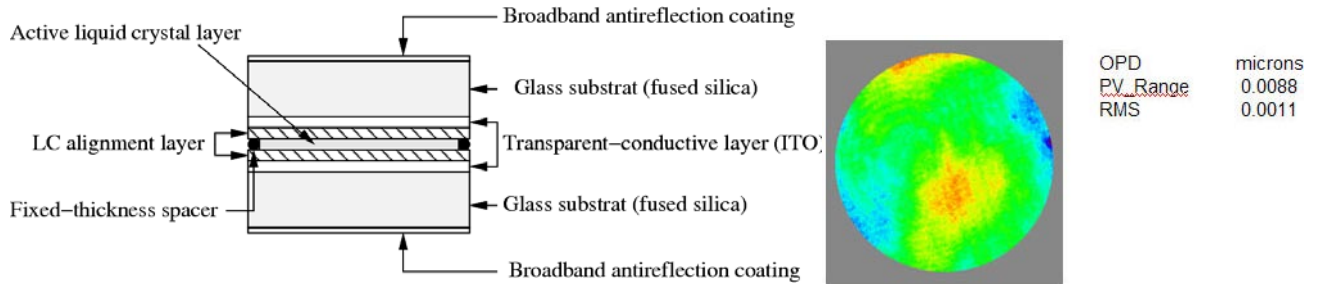 Broadband antireflection coating
Active liquid crystal layer
Glass substrat (fused silica)
LC alignment layer
Transparent-conductive layer (ITO)
Fixed-thickness spacer
Glass substrat (fused silica)
Broadband antireflection coating
OPD microns
PV_Range 0.0088
RMS 0.0011